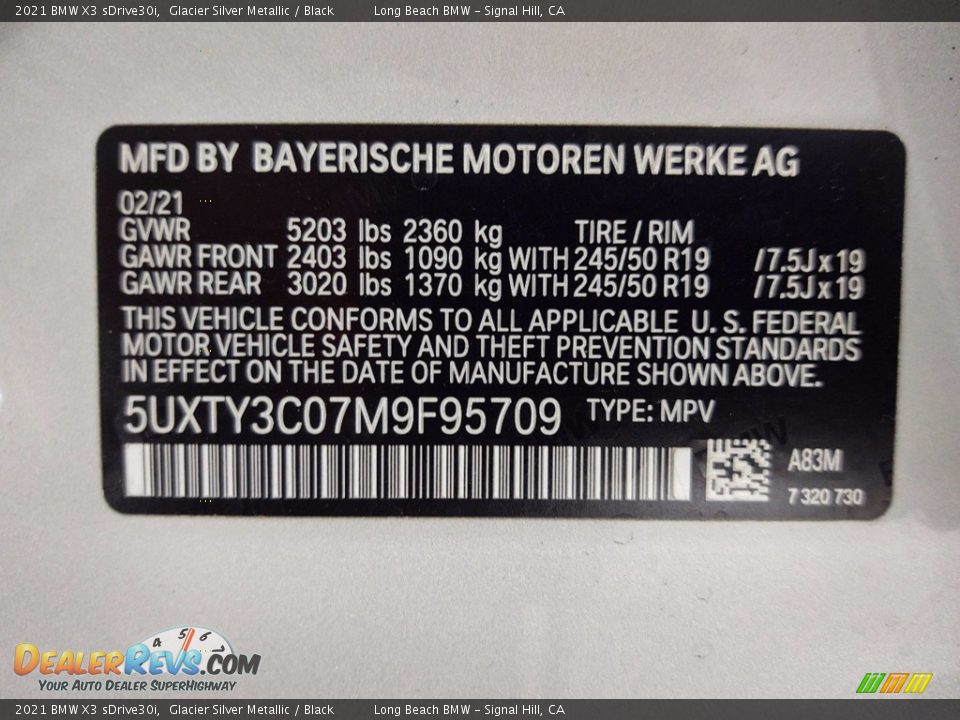 2021 BMW X3 sDrive30i, Glacier Silver Metallic / Black Long Beach BMW - Signal Hill, CA
MFD BY BAYERISCHE MOTOREN WERKE AG
02/21
GVWR 5203 lbs 2360 kg TIRE / RIM
GAWR FRONT 2403 lbs 1090 kg WITH 245/50 R19 / 7.5J x 19
GAWR REAR 3020 lbs 1370 kg WITH 245/50 R19 / 7.5J x 19
THIS VEHICLE CONFORMS TO ALL APPLICABLE U. S. FEDERAL
MOTOR VEHICLE SAFETY AND THEFT PREVENTION STANDARDS
IN EFFECT ON THE DATE OF MANUFACTURE SHOWN ABOVE.
5UXTY3C07M9F95709 TYPE: MPV
A83M
7 320 730
4 5 6 7
DEALERREVS.COM
YOUR AUTO DEALER SUPERHIGHWAY
2021 BMW X3 sDrive30i, Glacier Silver Metallic / Black Long Beach BMW - Signal Hill, CA